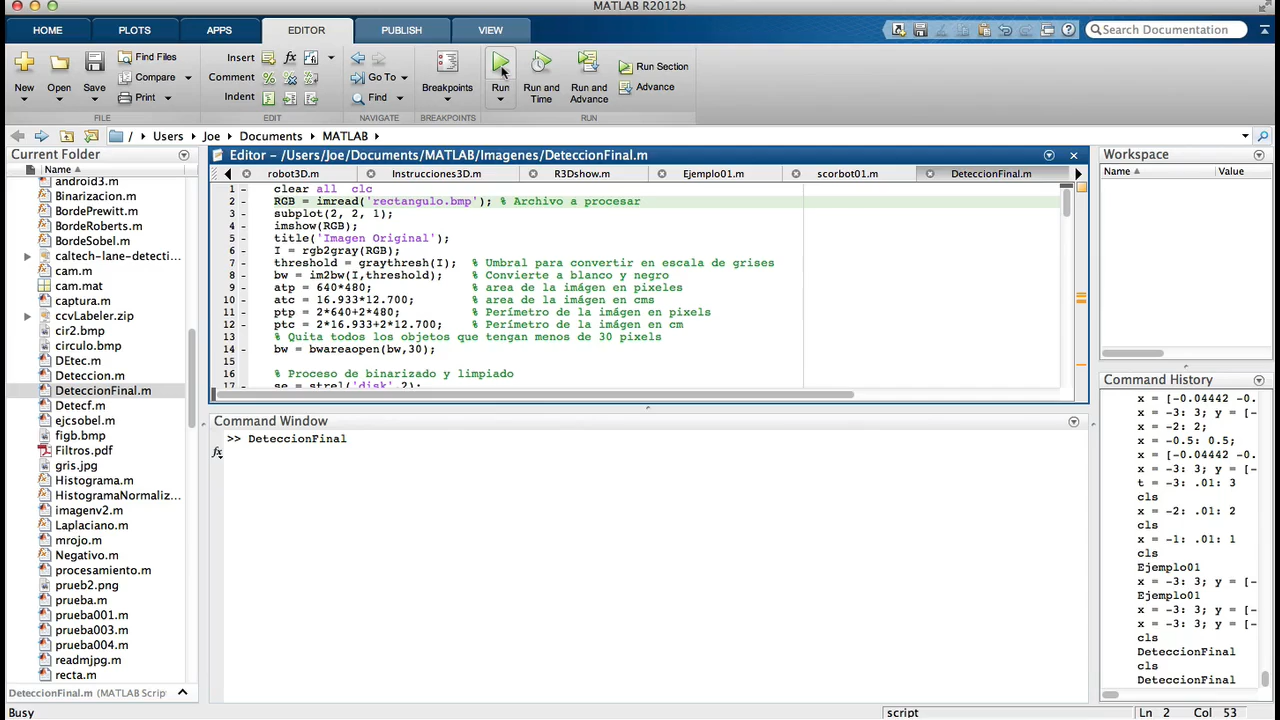 MATLAB R2012b
HOME PLOTS APPS EDITOR PUBLISH VIEW
Search Documentation
New Open Save
Find Files
Compare
Print
FILE
Insert
Comment
Indent
EDIT
Go To
Find
NAVIGATE
Breakpoints
BREAKPOINTS
Run
Run and Time
Run and Advance
Run Section
Advance
RUN
/ Users Joe Documents MATLAB
Current Folder
Name
android3.m
Binarizacion.m
BordePrewitt.m
BordeRoberts.m
BordeSobel.m
caltech-lane-detecti...
cam.m
cam.mat
captura.m
ccvLabeler.zip
cir2.bmp
circulo.bmp
DEtec.m
Deteccion.m
DeteccionFinal.m
Detecf.m
ejcsobel.m
figb.bmp
Filtros.pdf
gris.jpg
Histograma.m
HistogramaNormaliz...
imagenv2.m
Laplaciano.m
mrojo.m
Negativo.m
procesamiento.m
prueb2.png
prueba.m
prueba001.m
prueba003.m
prueba004.m
readmjpg.m
recta.m
DeteccionFinal.m (MATLAB Script
Busy
Editor - /Users/Joe/Documents/MATLAB/Imagenes/DeteccionFinal.m
robot3D.m Instrucciones3D.m R3Dshow.m Ejemplo01.m scorbot01.m DeteccionFinal.m
1 - clear all clc
2 - RGB = imread('rectangulo.bmp'); % Archivo a procesar
3 - subplot(2, 2, 1);
4 - imshow(RGB);
5 - title('Imagen Original');
6 - I = rgb2gray(RGB);
7 - threshold = graythresh(I); % Umbral para convertir en escala de grises
8 - bw = im2bw(I,threshold); % Convierte a blanco y negro
9 - atp = 640*480; % area de la imágen en pixeles
10 - atc = 16.933*12.700; % area de la imágen en cms
11 - ptp = 2*640+2*480; % Perímetro de la imágen en pixels
12 - ptc = 2*16.933+2*12.700; % Perímetro de la imágen en cm
13 % Quita todos los objetos que tengan menos de 30 pixels
14 - bw = bwareaopen(bw,30);
15
16 % Proceso de binarizado y limpiado
17 - se = strel('disk',2);
Command Window
>> DeteccionFinal
fx
Workspace
Name Value
Command History
x = [-0.04442 -0.
x = -3: 3; y = [-
x = -2: 2;
x = -0.5: 0.5;
x = [-0.04442 -0.
x = -3: 3; y = [-
t = -3: .01: 3
cls
x = -2: .01: 2
cls
x = -1: .01: 1
cls
Ejemplo01
x = -3: 3; y = [-
Ejemplo01
x = -3: 3; y = [-
x = -3: 3; y = [-
cls
DeteccionFinal
cls
DeteccionFinal
script
Ln 2 Col 53